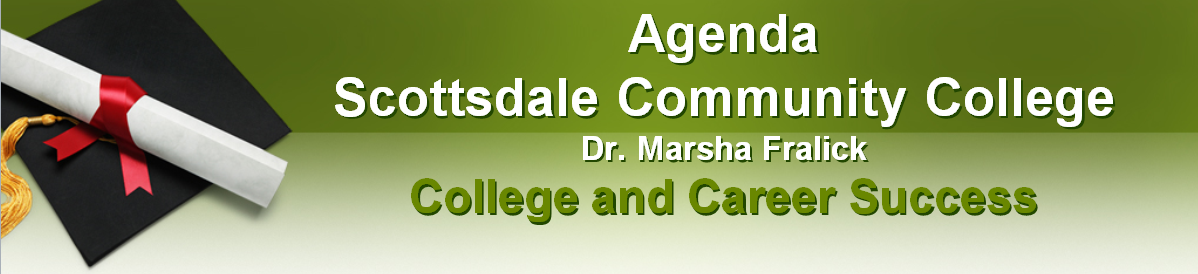 Agenda
Scottsdale Community College
Dr. Marsha Fralick
College and Career Success